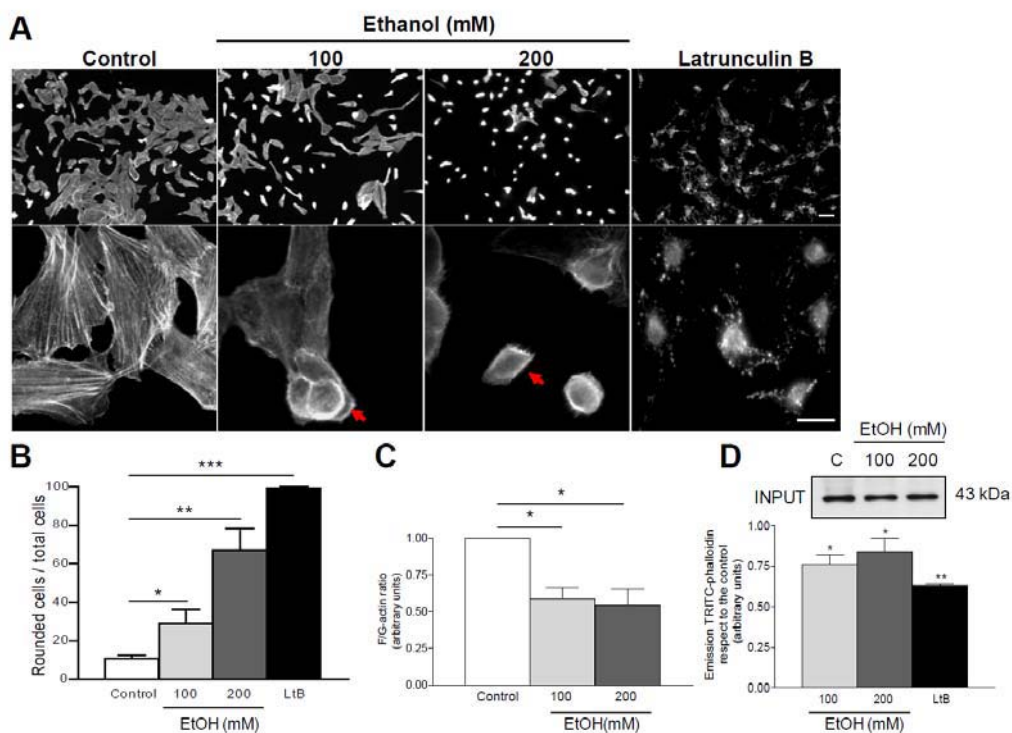 A
Ethanol (mM)
Control 100 200 Latrunculin B
B
***
**
*
Rounded cells / total cells
100
80
60
40
20
0
Control 100 200 LtB
EtOH (mM)
C
*
*
F/G-actin ratio
(arbitrary units)
1.00
0.75
0.50
0.25
0.00
Control 100 200
EtOH(mM)
D
EtOH (mM)
C 100 200
INPUT 43 kDa
Emission TRITC-phalloidin
respect to the control
(arbitrary units)
1.00
0.75
0.50
0.25
0.00
* * **
100 200 LtB
EtOH (mM)